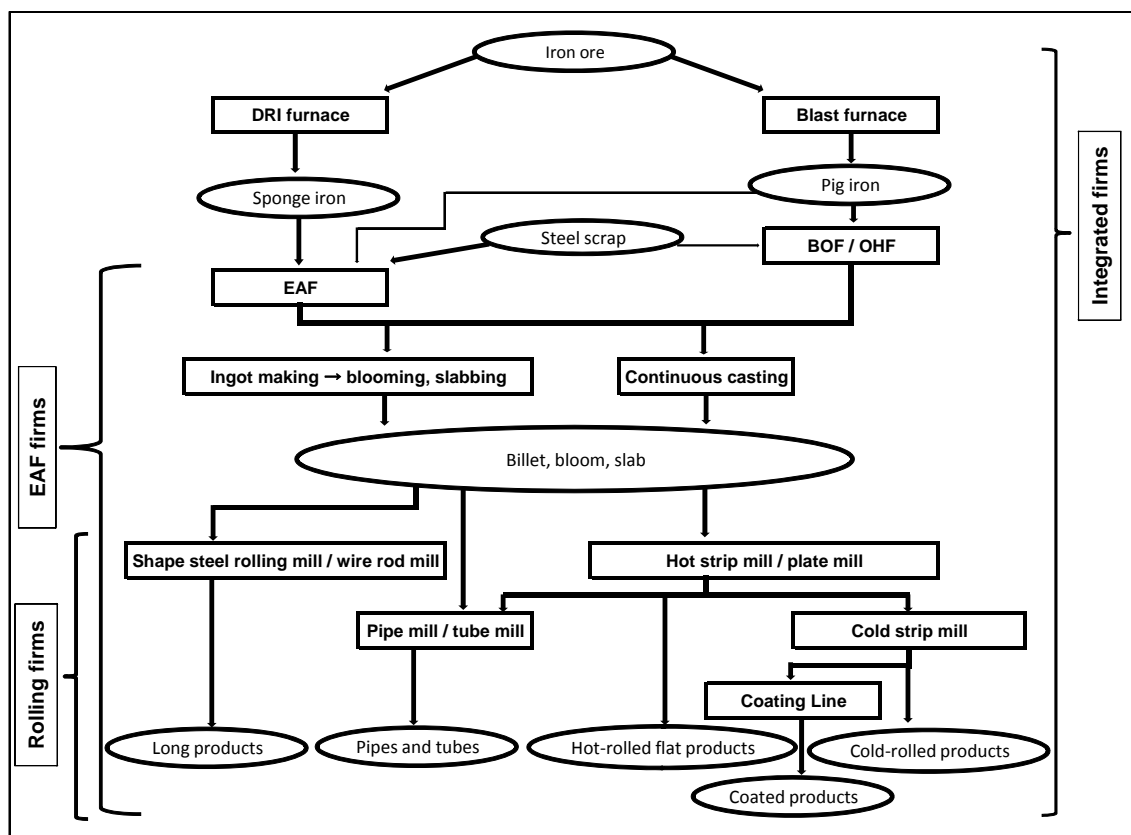 Iron ore
DRI furnace
Blast furnace
Sponge iron
Pig iron
Steel scrap
BOF / OHF
EAF
Integrated firms
Ingot making → blooming, slabbing
Continuous casting
EAF firms
Billet, bloom, slab
Shape steel rolling mill / wire rod mill
Hot strip mill / plate mill
Pipe mill / tube mill
Cold strip mill
Rolling firms
Coating Line
Long products
Pipes and tubes
Hot-rolled flat products
Cold-rolled products
Coated products